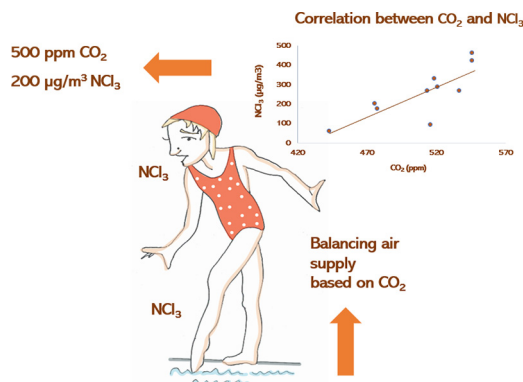 Correlation between CO₂ and NCl₃
500 ppm CO₂
200 µg/m³ NCl₃
NCl₃ (µg/m3)
500
400
300
200
100
0
420
470
520
570
CO₂ (ppm)
NCl₃
NCl₃
Balancing air
supply
based on CO₂